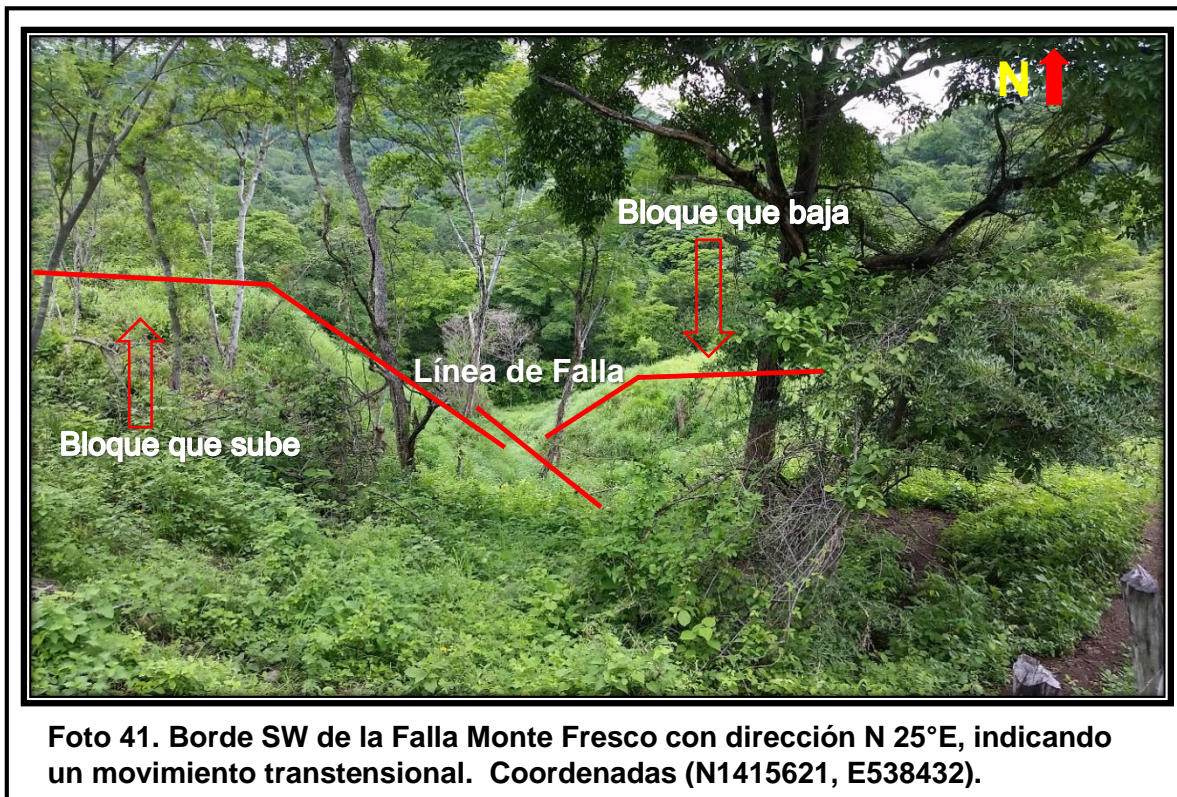 N
Bloque que baja
Línea de Falla
Bloque que sube
Foto 41. Borde SW de la Falla Monte Fresco con dirección N 25°E, indicando
un movimiento transtensional. Coordenadas (N1415621, E538432).